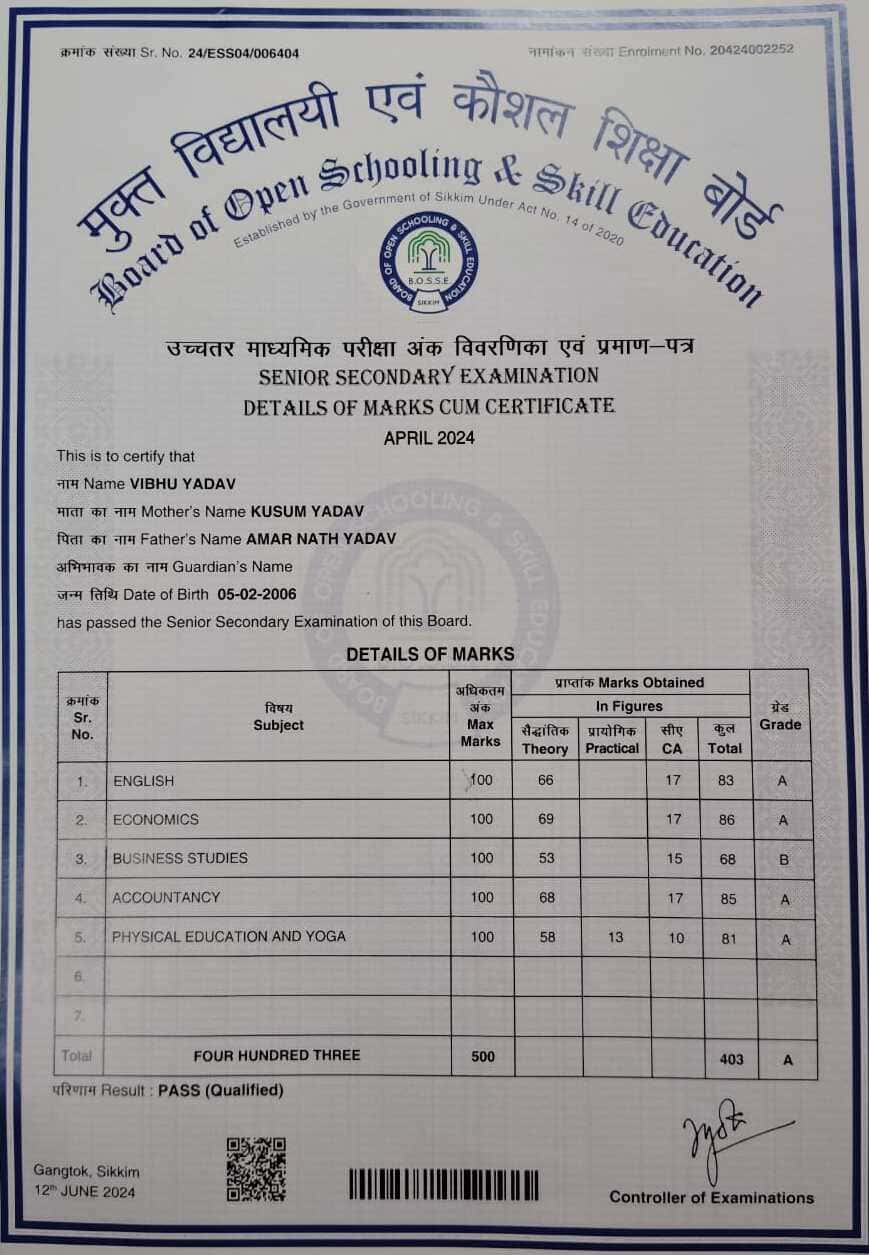 क्रमांक संख्या Sr. No. 24/ESS04/006404
नामांकन संख्या Enrolment No. 20424002252
मुक्त विद्यालयी एवं कौशल शिक्षा बोर्ड
Board of Open Schooling & Skill Education
Established by the Government of Sikkim Under Act No. 14 of 2020
BOARD OF OPEN SCHOOLING & SKILL EDUCATION
B.O.S.S.E.
SIKKIM
उच्चतर माध्यमिक परीक्षा अंक विवरणिका एवं प्रमाण–पत्र
SENIOR SECONDARY EXAMINATION
DETAILS OF MARKS CUM CERTIFICATE
APRIL 2024
This is to certify that
नाम Name VIBHU YADAV
माता का नाम Mother's Name KUSUM YADAV
पिता का नाम Father's Name AMAR NATH YADAV
अभिभावक का नाम Guardian's Name
जन्म तिथि Date of Birth 05-02-2006
has passed the Senior Secondary Examination of this Board.
DETAILS OF MARKS
क्रमांक Sr. No. विषय Subject अधिकतम अंक Max Marks प्राप्तांक Marks Obtained ग्रेड Grade
In Figures
सैद्धांतिक Theory प्रायोगिक Practical सीए CA कुल Total
1. ENGLISH 100 66 17 83 A
2. ECONOMICS 100 69 17 86 A
3. BUSINESS STUDIES 100 53 15 68 B
4. ACCOUNTANCY 100 68 17 85 A
5. PHYSICAL EDUCATION AND YOGA 100 58 13 10 81 A
6.
7.
Total FOUR HUNDRED THREE 500 403 A
परिणाम Result : PASS (Qualified)
Gangtok, Sikkim
12th JUNE 2024
Controller of Examinations